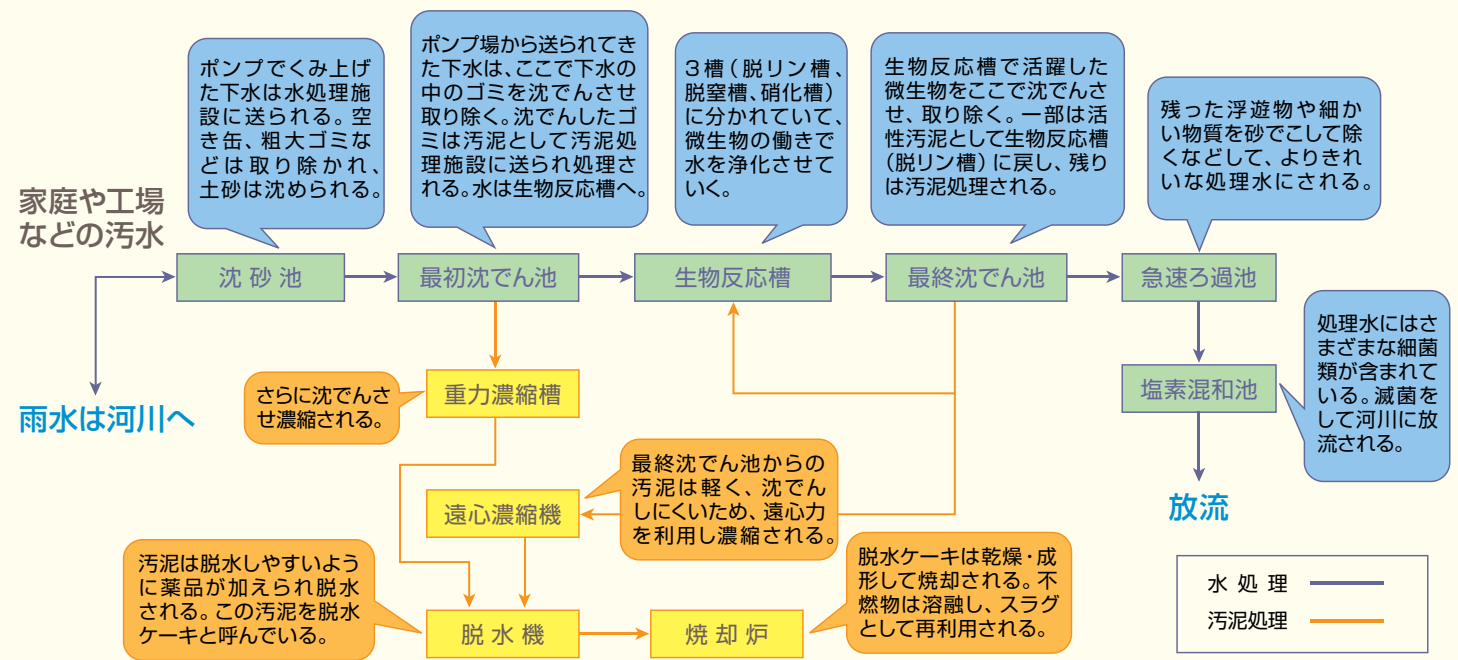 ポンプでくみ上げ
た下水は水処理施
設に送られる。空
き缶、粗大ゴミな
どは取り除かれ、
土砂は沈められる。
ポンプ場から送られてき
た下水は、ここで下水の
中のゴミを沈でんさせ
取り除く。沈でんしたゴ
ミは汚泥として汚泥処
理施設に送られ処理さ
れる。水は生物反応槽へ。
3槽(脱リン槽、
脱窒槽、硝化槽)
に分かれていて、
微生物の働きで
水を浄化させて
いく。
生物反応槽で活躍した
微生物をここで沈でんさ
せ、取り除く。一部は活
性汚泥として生物反応槽
(脱リン槽)に戻し、残り
は汚泥処理される。
残った浮遊物や細か
い物質を砂でこして除
くなどして、よりきれ
いな処理水にされる。
家庭や工場
などの汚水
沈砂池
最初沈でん池
生物反応槽
最終沈でん池
急速ろ過池
処理水にはさ
まざまな細菌
類が含まれて
いる。滅菌を
して河川に放
流される。
さらに沈でんさ
せ濃縮される。
重力濃縮槽
塩素混和池
雨水は河川へ
最終沈でん池からの
汚泥は軽く、沈でん
しにくいため、遠心力
を利用し濃縮される。
遠心濃縮機
放流
汚泥は脱水しやすいよう
に薬品が加えられ脱水
される。この汚泥を脱水
ケーキと呼んでいる。
脱水機
焼却炉
脱水ケーキは乾燥・成
形して焼却される。不
燃物は溶融し、スラグ
として再利用される。
水処理
汚泥処理